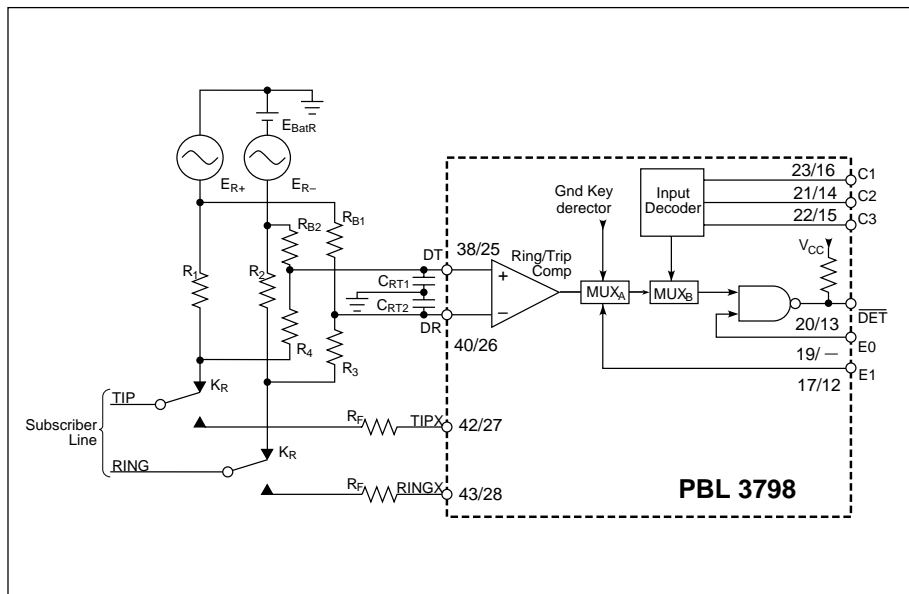 E_BatR
E_R+
E_R–
R_B1
R_B2
R_1
R_2
R_4
R_3
DT
38/25
C_RT1
C_RT2
DR
40/26
Ring/Trip
Comp
+
–
Gnd Key
derector
MUX_A
MUX_B
Input
Decoder
23/16
C1
21/14
C2
22/15
C3
V_CC
DET
20/13
E0
19/ —
E1
17/12
K_R
TIP
Subscriber
Line
RING
K_R
R_F
TIPX
42/27
R_F
RINGX
43/28
PBL 3798